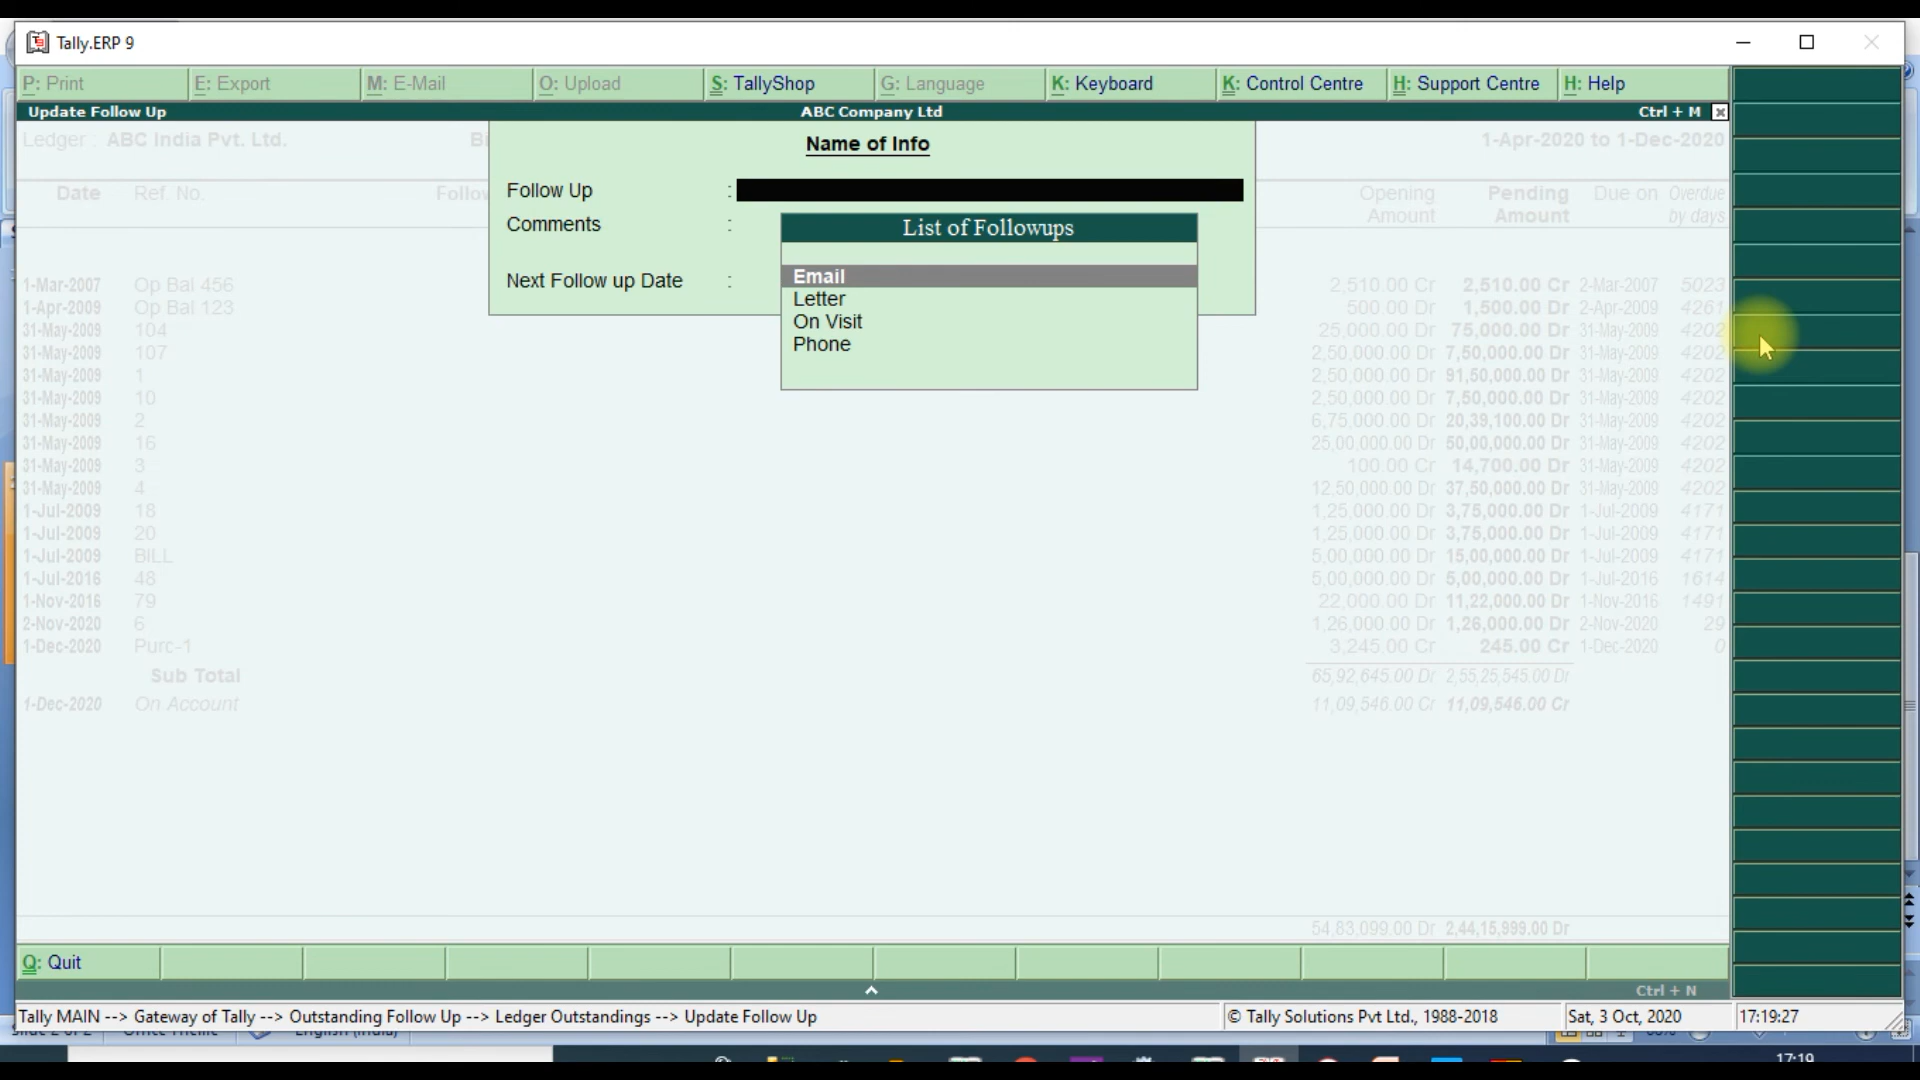 Tally.ERP 9
P: Print E: Export M: E-Mail O: Upload S: TallyShop G: Language K: Keyboard K: Control Centre H: Support Centre H: Help
Update Follow Up ABC Company Ltd Ctrl + M
Ledger : ABC India Pvt. Ltd. 1-Apr-2020 to 1-Dec-2020
Name of Info
Date Ref. No. Opening Amount Pending Amount Due on Overdue by days
Follow Up :
Comments :
Next Follow up Date :
List of Followups
Email
Letter
On Visit
Phone
1-Mar-2007 Op Bal 456 2,510.00 Cr 2,510.00 Cr 2-Mar-2007 5023
1-Apr-2009 Op Bal 123 500.00 Dr 1,500.00 Dr 2-Apr-2009 4261
31-May-2009 104 25,000.00 Dr 75,000.00 Dr 31-May-2009 4202
31-May-2009 107 2,50,000.00 Dr 7,50,000.00 Dr 31-May-2009 4202
31-May-2009 1 2,50,000.00 Dr 91,50,000.00 Dr 31-May-2009 4202
31-May-2009 10 2,50,000.00 Dr 7,50,000.00 Dr 31-May-2009 4202
31-May-2009 2 6,75,000.00 Dr 20,39,100.00 Dr 31-May-2009 4202
31-May-2009 16 25,00,000.00 Dr 50,00,000.00 Dr 31-May-2009 4202
31-May-2009 3 100.00 Cr 14,700.00 Dr 31-May-2009 4202
31-May-2009 4 12,50,000.00 Dr 37,50,000.00 Dr 31-May-2009 4202
1-Jul-2009 18 1,25,000.00 Dr 3,75,000.00 Dr 1-Jul-2009 4171
1-Jul-2009 20 1,25,000.00 Dr 3,75,000.00 Dr 1-Jul-2009 4171
1-Jul-2009 BILL 5,00,000.00 Dr 15,00,000.00 Dr 1-Jul-2009 4171
1-Jul-2016 48 5,00,000.00 Dr 5,00,000.00 Dr 1-Jul-2016 1614
1-Nov-2016 79 22,000.00 Dr 11,22,000.00 Dr 1-Nov-2016 1491
2-Nov-2020 6 1,26,000.00 Dr 1,26,000.00 Dr 2-Nov-2020 29
1-Dec-2020 Purc-1 3,245.00 Cr 245.00 Cr 1-Dec-2020 0
Sub Total 65,92,645.00 Dr 2,55,25,545.00 Dr
1-Dec-2020 On Account 11,09,546.00 Cr 11,09,546.00 Cr
54,83,099.00 Dr 2,44,15,999.00 Dr
Q: Quit
Ctrl + N
Tally MAIN --> Gateway of Tally --> Outstanding Follow Up --> Ledger Outstandings --> Update Follow Up © Tally Solutions Pvt Ltd., 1988-2018 Sat, 3 Oct, 2020 17:19:27
17:19